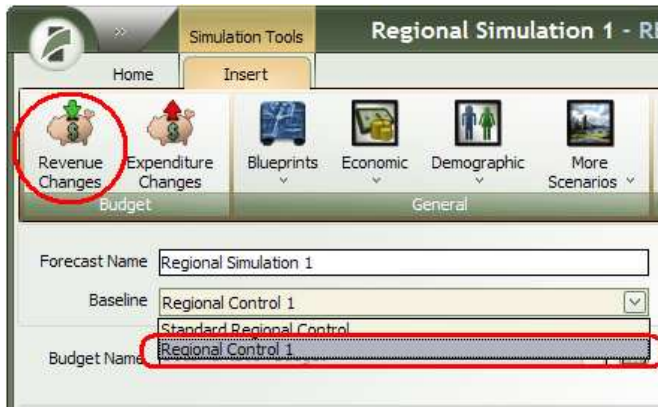 Simulation Tools
Regional Simulation 1 - R
Home
Insert
Revenue
Changes
Expenditure
Changes
Blueprints
Economic
Demographic
More
Scenarios
Budget
General
Forecast Name
Regional Simulation 1
Baseline
Regional Control 1
Standard Regional Control
Regional Control 1
Budget Name